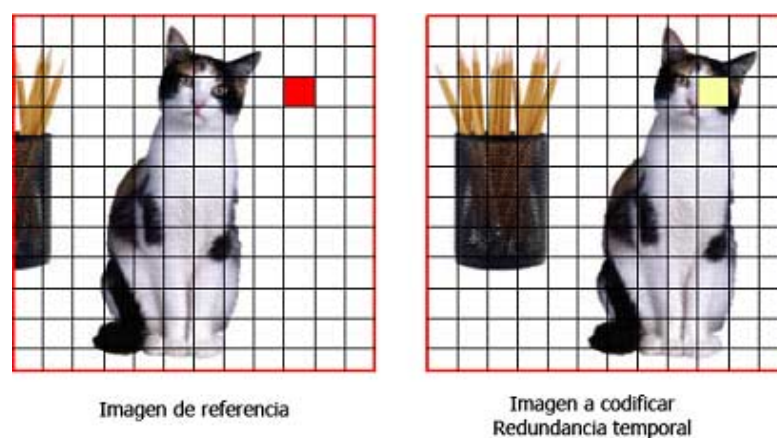 Imagen de referencia
Imagen a codificar
Redundancia temporal